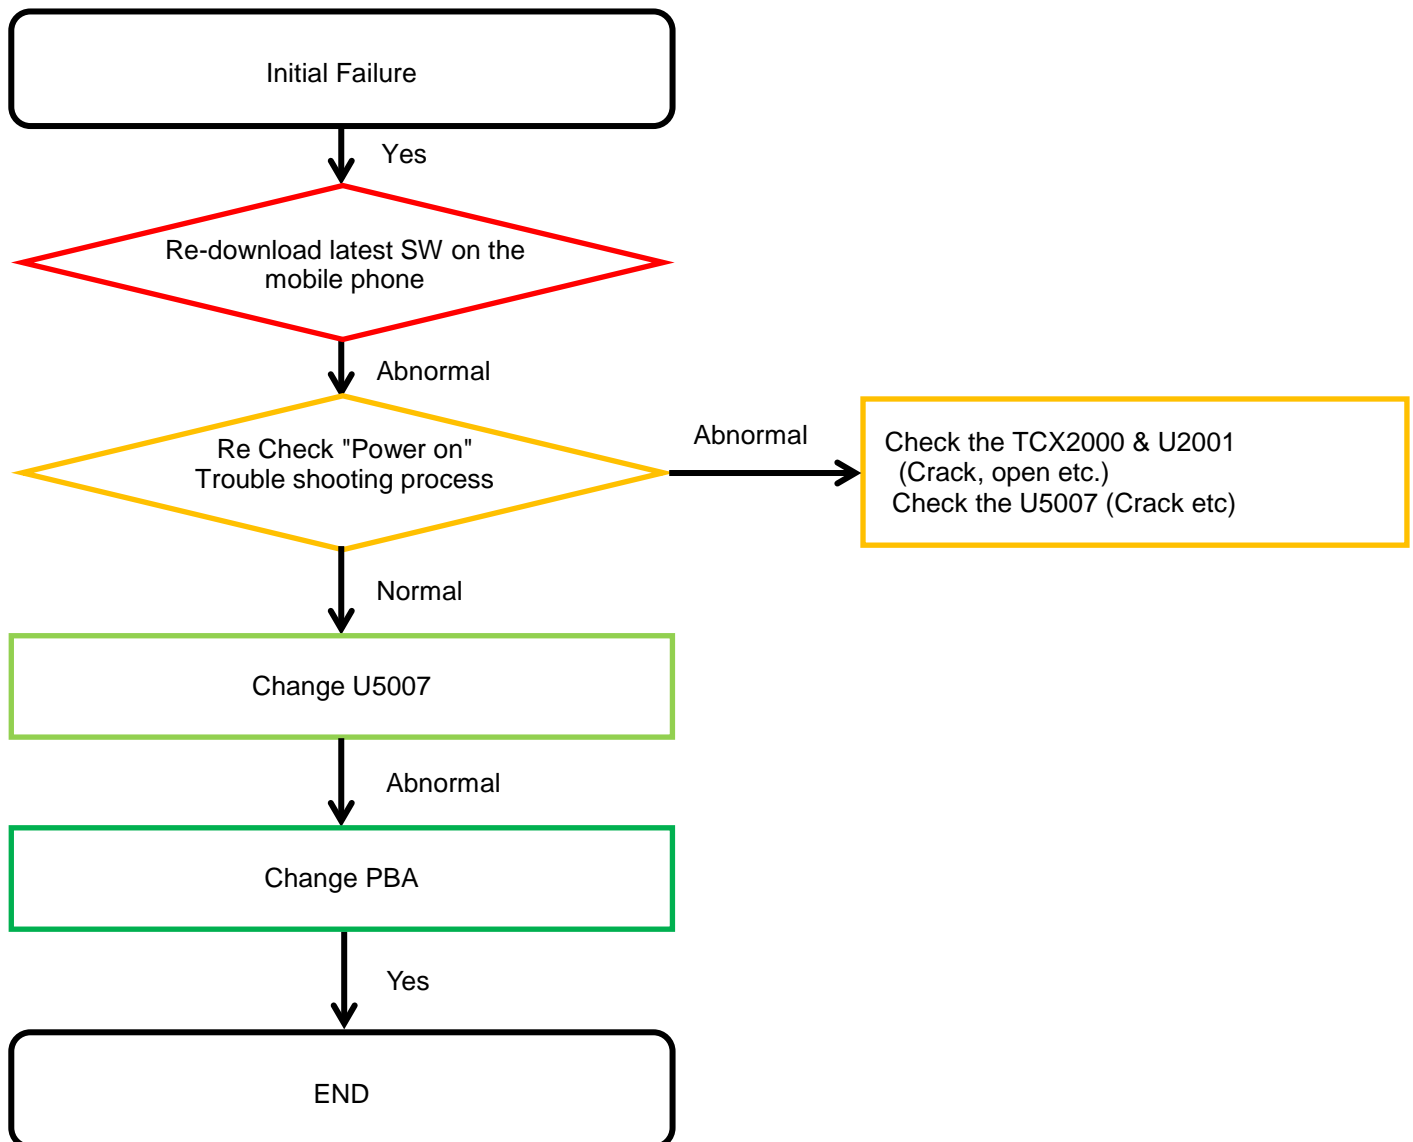 Initial Failure
Yes
Re-download latest SW on the
mobile phone
Abnormal
Re Check "Power on"
Trouble shooting process
Abnormal
Check the TCX2000 & U2001
(Crack, open etc.)
Check the U5007 (Crack etc)
Normal
Change U5007
Abnormal
Change PBA
Yes
END